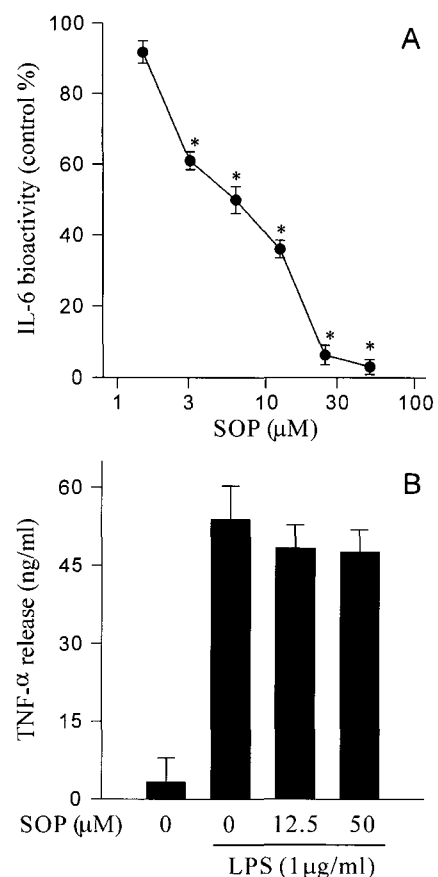 A
IL-6 bioactivity (control %)
100
80
60
40
20
0
* * * * *
1 3 10 30 100
SOP (μM)
B
TNF-α release (ng/ml)
60
45
30
15
0
SOP (μM) 0 0 12.5 50
LPS (1μg/ml)